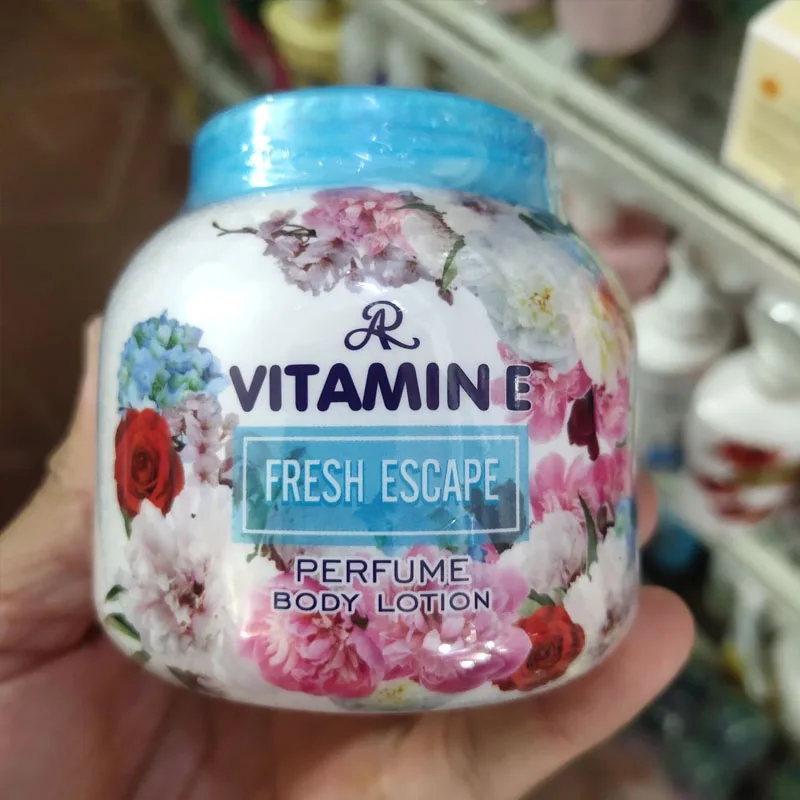 AR
VITAMIN E
FRESH ESCAPE
PERFUME
BODY LOTION